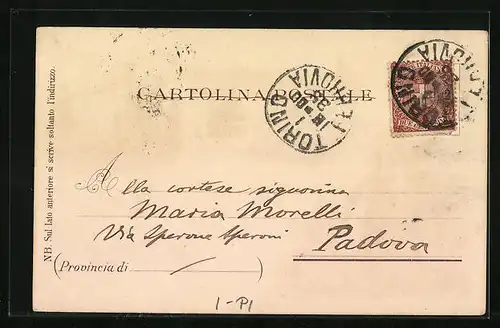 CARTOLINA POSTALE
TORINO
FERROVIA
TORINO
FERROVIA
NB. Sul lato anteriore si scrive soltanto l'indirizzo.
Alla cortese signorina
Maria Morelli
Via Sperone Speroni
Padova
(Provincia di / )
1-P1